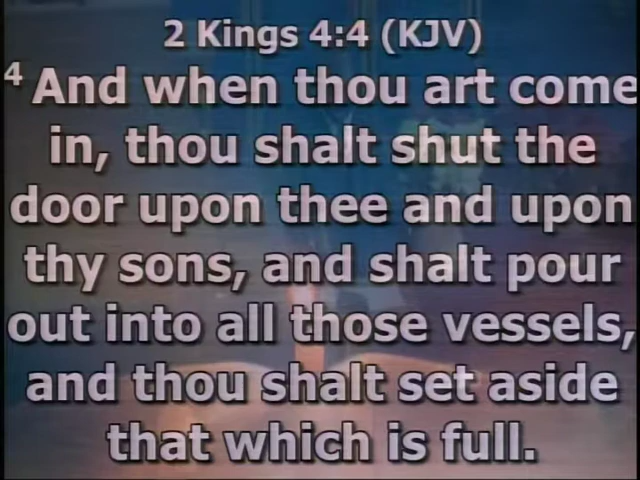 2 Kings 4:4 (KJV)
4 And when thou art come
in, thou shalt shut the
door upon thee and upon
thy sons, and shalt pour
out into all those vessels,
and thou shalt set aside
that which is full.